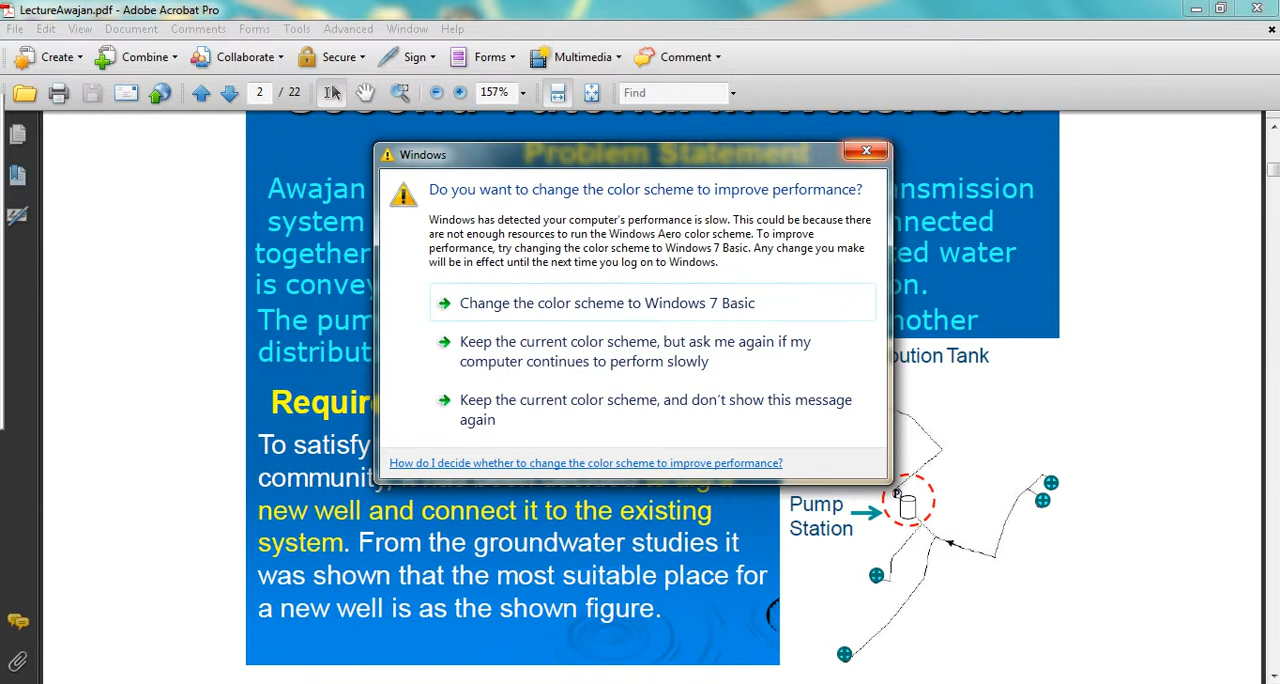 LectureAwajan.pdf - Adobe Acrobat Pro
File Edit View Document Comments Forms Tools Advanced Window Help
Create Combine Collaborate Secure Sign Forms Multimedia Comment
2 / 22 157% Find
Problem Statement
Windows
Awajan
system
together
is convey
The pum
distribut
Do you want to change the color scheme to improve performance?
Windows has detected your computer's performance is slow. This could be because there
are not enough resources to run the Windows Aero color scheme. To improve
performance, try changing the color scheme to Windows 7 Basic. Any change you make
will be in effect until the next time you log on to Windows.
Change the color scheme to Windows 7 Basic
Keep the current color scheme, but ask me again if my
computer continues to perform slowly
Keep the current color scheme, and don't show this message
again
How do I decide whether to change the color scheme to improve performance?
nsmission
nnected
ed water
on.
nother
bution Tank
Requir
To satisfy
community,
new well and connect it to the existing
system. From the groundwater studies it
was shown that the most suitable place for
a new well is as the shown figure.
P
Pump
Station